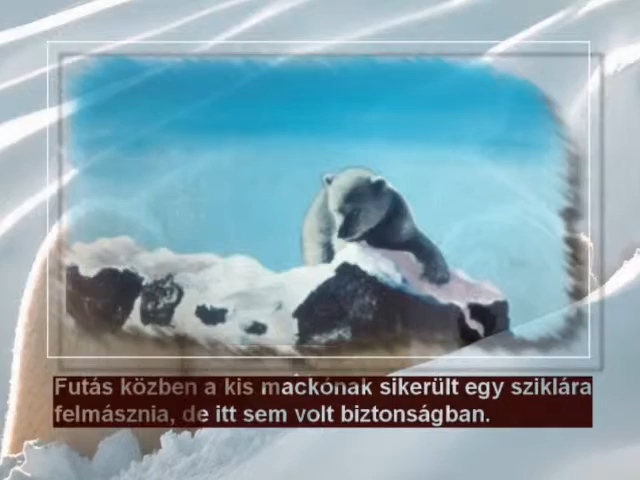 Futás közben a kis mackónak sikerült egy sziklára
felmásznia, de itt sem volt biztonságban.